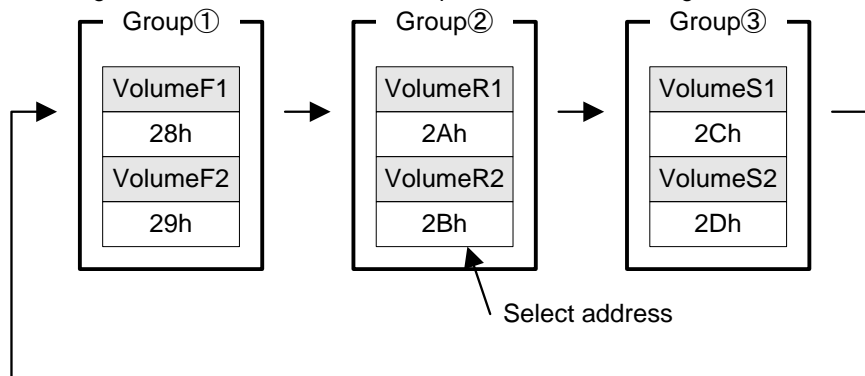 Group①
Group②
Group③
VolumeF1
28h
VolumeF2
29h
VolumeR1
2Ah
VolumeR2
2Bh
VolumeS1
2Ch
VolumeS2
2Dh
Select address